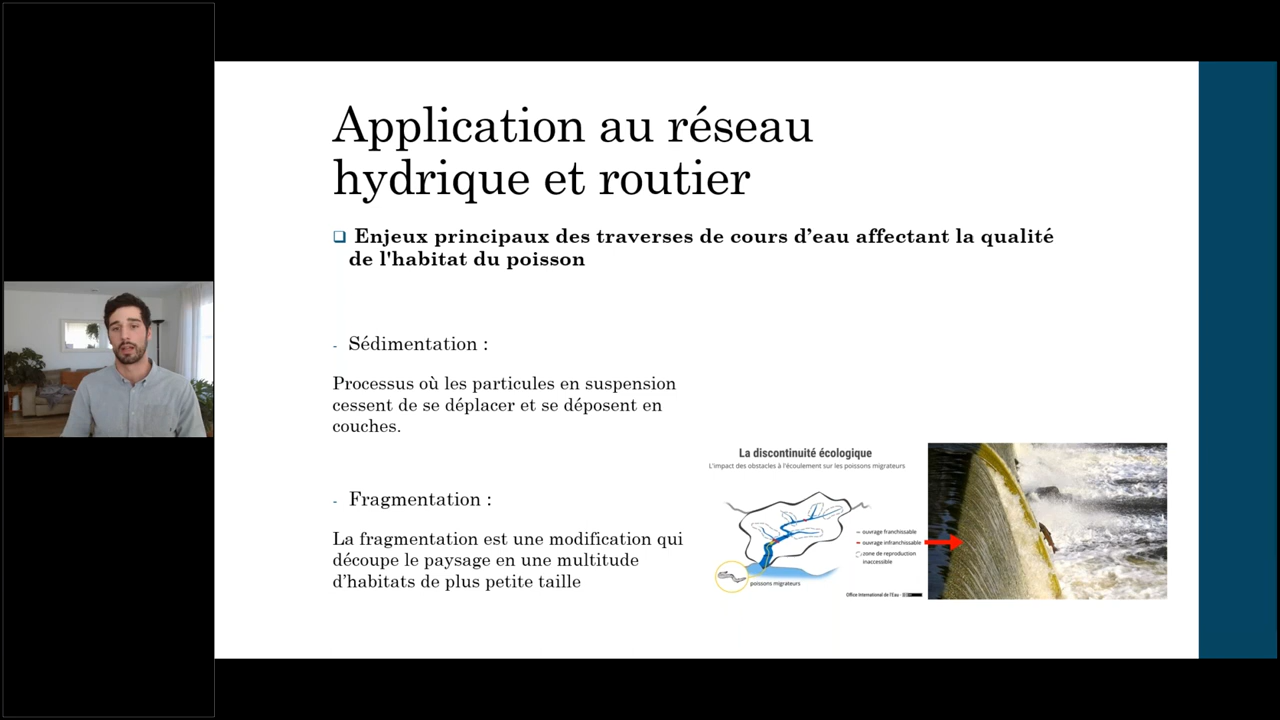 Application au réseau
hydrique et routier
Enjeux principaux des traverses de cours d’eau affectant la qualité
de l'habitat du poisson
- Sédimentation :
Processus où les particules en suspension
cessent de se déplacer et se déposent en
couches.
- Fragmentation :
La fragmentation est une modification qui
découpe le paysage en une multitude
d’habitats de plus petite taille
La discontinuité écologique
L'impact des obstacles à l'écoulement sur les poissons migrateurs
ouvrage franchissable
ouvrage infranchissable
zone de reproduction
inaccessible
poissons migrateurs
Office International de l'Eau -